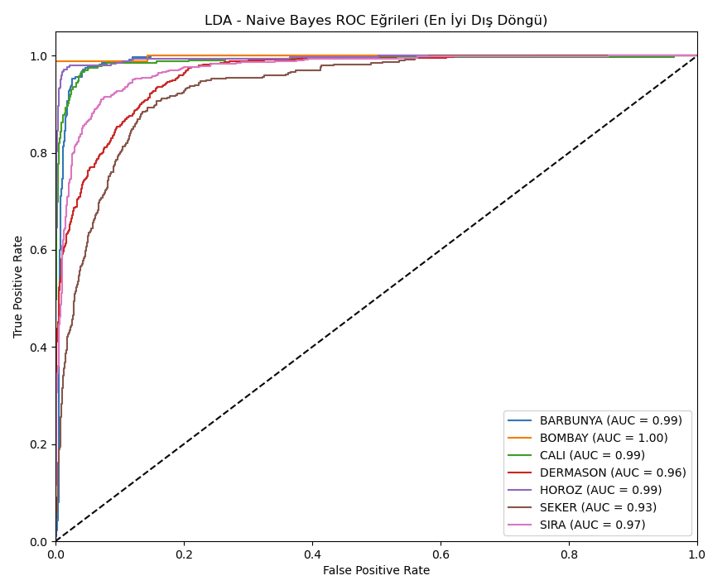 LDA - Naive Bayes ROC Eğrileri (En İyi Dış Döngü)
True Positive Rate
1.0
0.8
0.6
0.4
0.2
0.0
0.0 0.2 0.4 0.6 0.8 1.0
False Positive Rate
BARBUNYA (AUC = 0.99)
BOMBAY (AUC = 1.00)
CALI (AUC = 0.99)
DERMASON (AUC = 0.96)
HOROZ (AUC = 0.99)
SEKER (AUC = 0.93)
SIRA (AUC = 0.97)